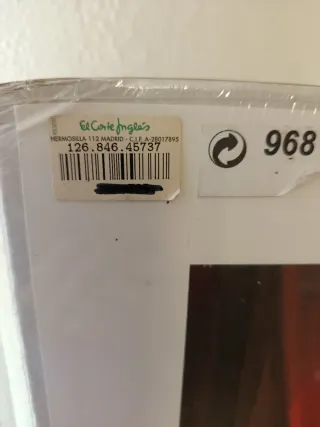 El Corte Inglés
HERMOSILLA 112 MADRID - C.I.F. A-28017895
126.846.45737
968